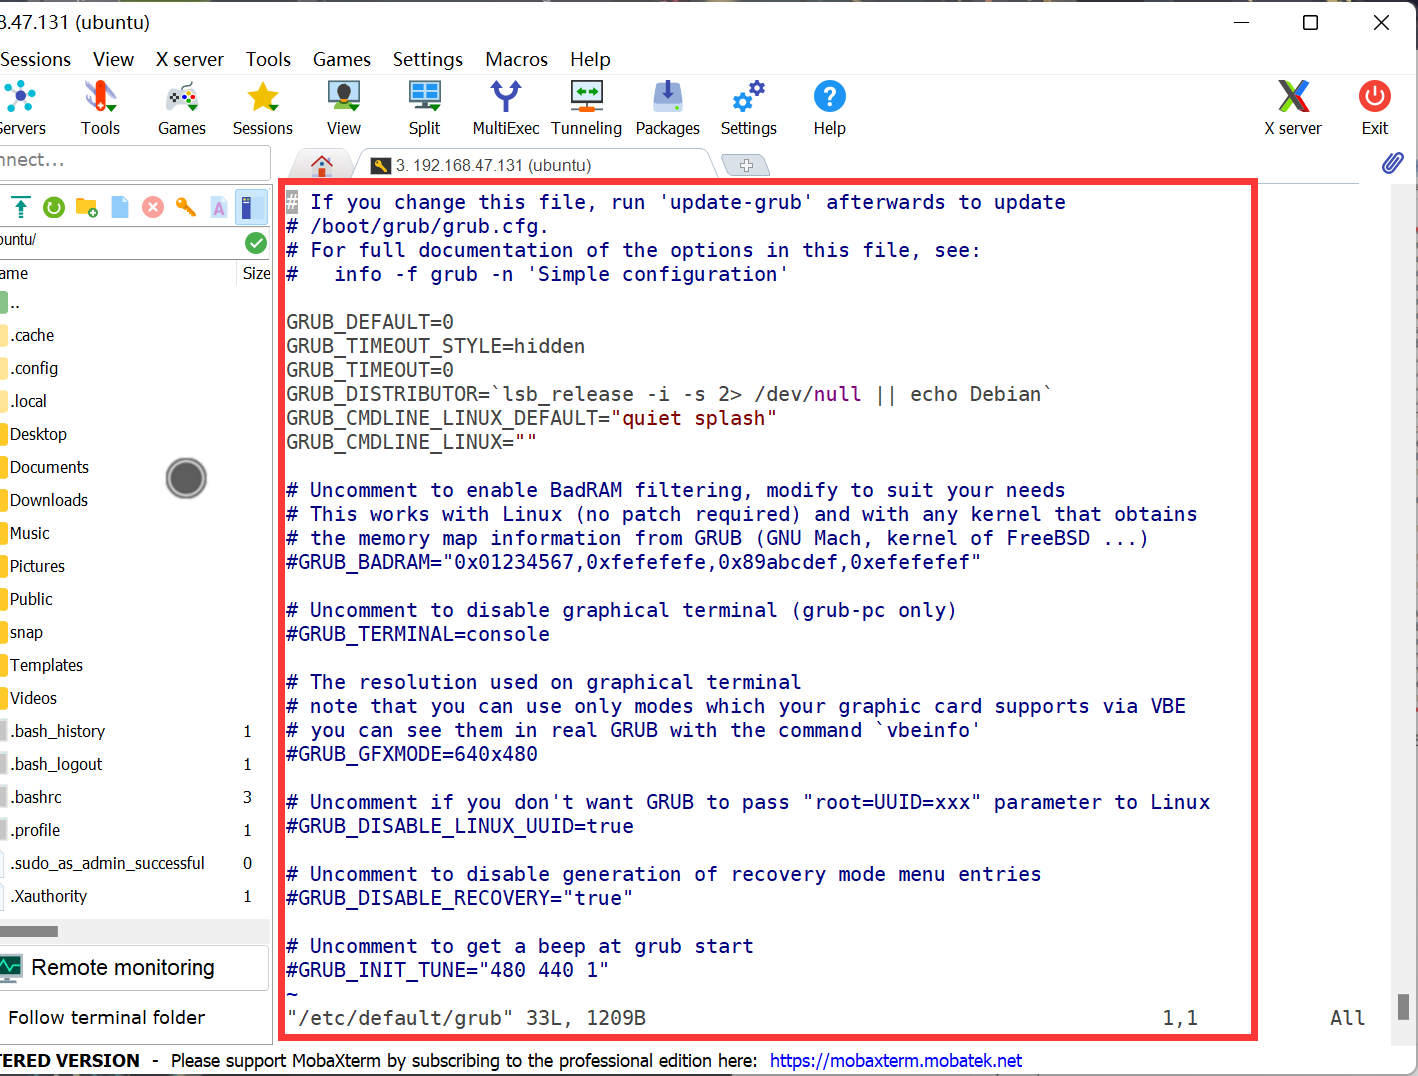 8.47.131 (ubuntu)
Sessions View X server Tools Games Settings Macros Help
Servers Tools Games Sessions View Split MultiExec Tunneling Packages Settings Help X server Exit
nnect...
3. 192.168.47.131 (ubuntu)
untu/
ame Size
..
.cache
.config
.local
Desktop
Documents
Downloads
Music
Pictures
Public
snap
Templates
Videos
.bash_history 1
.bash_logout 1
.bashrc 3
.profile 1
.sudo_as_admin_successful 0
.Xauthority 1
Remote monitoring
Follow terminal folder
# If you change this file, run 'update-grub' afterwards to update
# /boot/grub/grub.cfg.
# For full documentation of the options in this file, see:
#   info -f grub -n 'Simple configuration'
GRUB_DEFAULT=0
GRUB_TIMEOUT_STYLE=hidden
GRUB_TIMEOUT=0
GRUB_DISTRIBUTOR=`lsb_release -i -s 2> /dev/null || echo Debian`
GRUB_CMDLINE_LINUX_DEFAULT="quiet splash"
GRUB_CMDLINE_LINUX=""
# Uncomment to enable BadRAM filtering, modify to suit your needs
# This works with Linux (no patch required) and with any kernel that obtains
# the memory map information from GRUB (GNU Mach, kernel of FreeBSD ...)
#GRUB_BADRAM="0x01234567,0xfefefefe,0x89abcdef,0xefefefef"
# Uncomment to disable graphical terminal (grub-pc only)
#GRUB_TERMINAL=console
# The resolution used on graphical terminal
# note that you can use only modes which your graphic card supports via VBE
# you can see them in real GRUB with the command `vbeinfo'
#GRUB_GFXMODE=640x480
# Uncomment if you don't want GRUB to pass "root=UUID=xxx" parameter to Linux
#GRUB_DISABLE_LINUX_UUID=true
# Uncomment to disable generation of recovery mode menu entries
#GRUB_DISABLE_RECOVERY="true"
# Uncomment to get a beep at grub start
#GRUB_INIT_TUNE="480 440 1"
~
"/etc/default/grub" 33L, 1209B 1,1 All
TERED VERSION - Please support MobaXterm by subscribing to the professional edition here: https://mobaxterm.mobatek.net